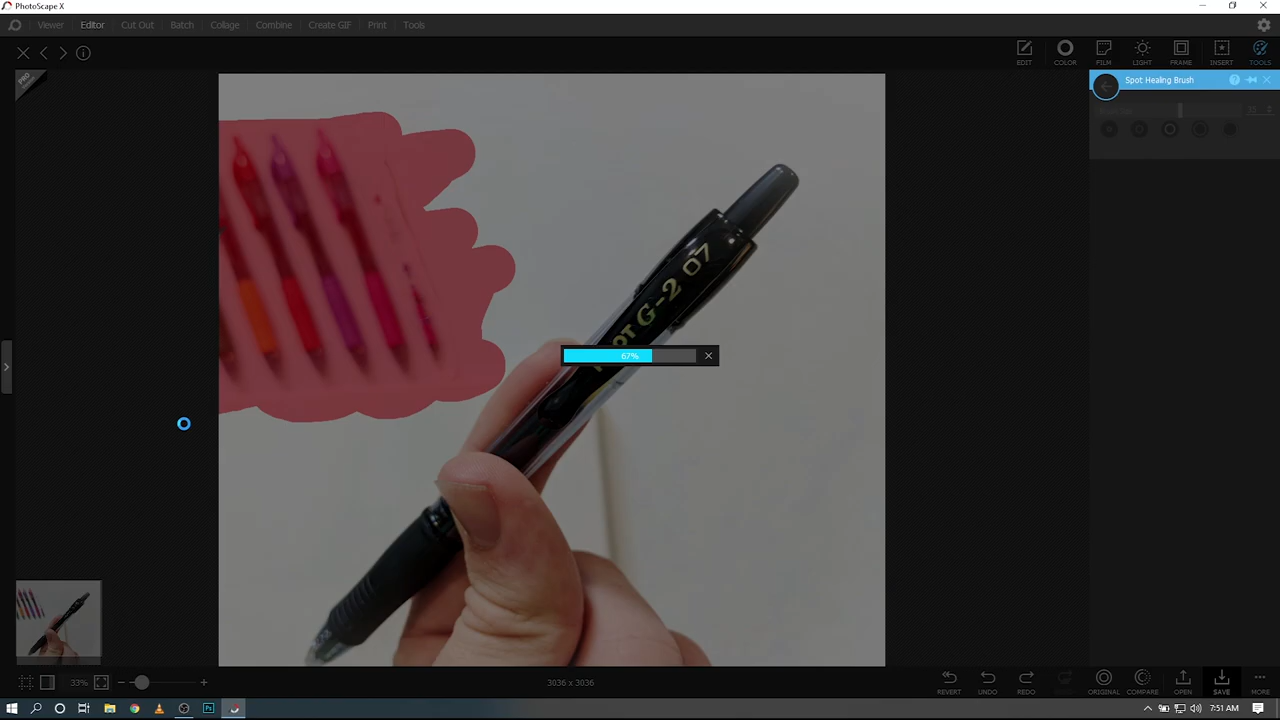 PhotoScape X
Viewer Editor Cut Out Batch Collage Combine Create GIF Print Tools
EDIT COLOR FILM LIGHT FRAME INSERT TOOLS
PRO
Spot Healing Brush
33
G-2 07
67%
33%
3036 x 3036
REVERT UNDO REDO ORIGINAL COMPARE OPEN SAVE MORE
7:51 AM